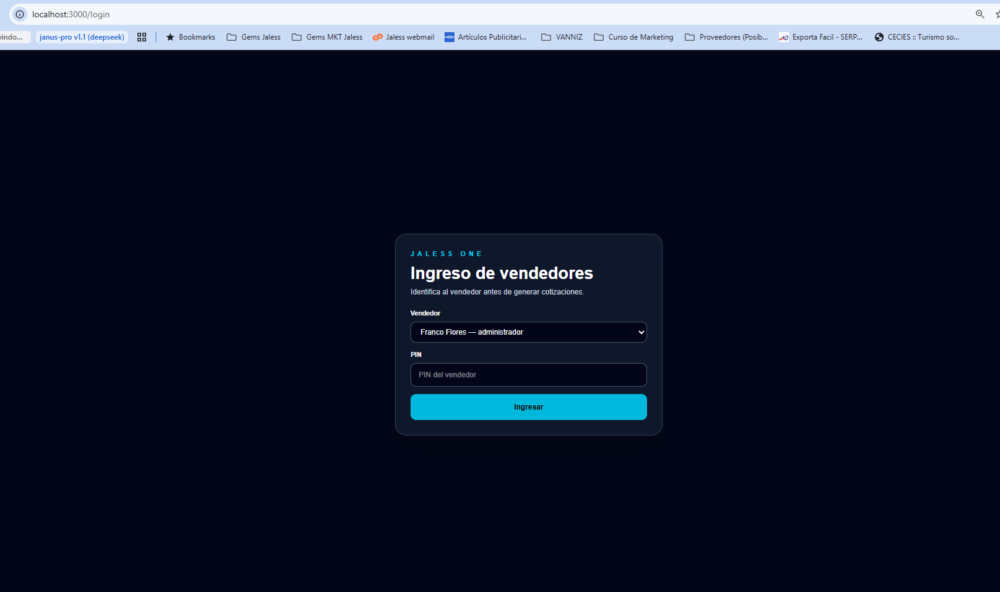 localhost:3000/login
windo...
janus-pro v1.1 (deepseek)
Bookmarks
Gems Jaless
Gems MKT Jaless
Jaless webmail
Artículos Publicitari...
VANNIZ
Curso de Marketing
Proveedores (Posib...
Exporta Facil - SERP...
CECIES :: Turismo so...
JALESS ONE
Ingreso de vendedores
Identifica al vendedor antes de generar cotizaciones.
Vendedor
Franco Flores — administrador
PIN
PIN del vendedor
Ingresar